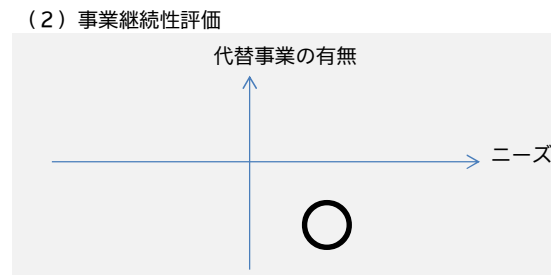 （２）事業継続性評価
代替事業の有無
ニーズ